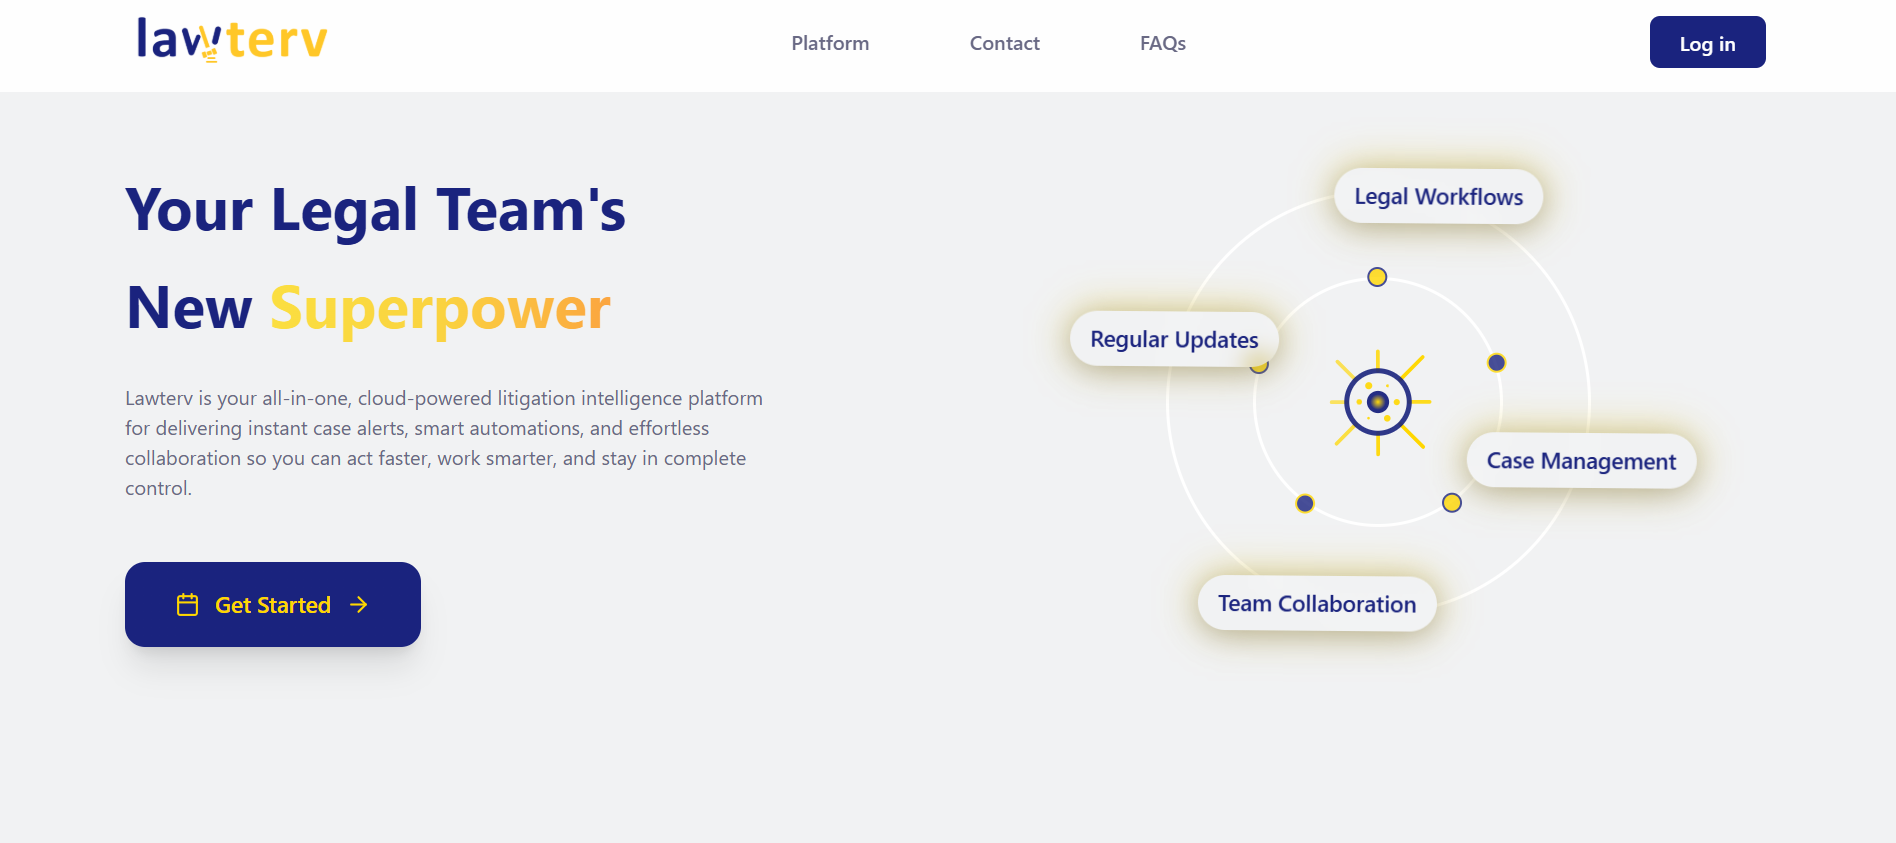 lawterv
Platform
Contact
FAQs
Log in
Your Legal Team's
New Superpower
Lawterv is your all-in-one, cloud-powered litigation intelligence platform
for delivering instant case alerts, smart automations, and effortless
collaboration so you can act faster, work smarter, and stay in complete
control.
Get Started
Legal Workflows
Regular Updates
Case Management
Team Collaboration